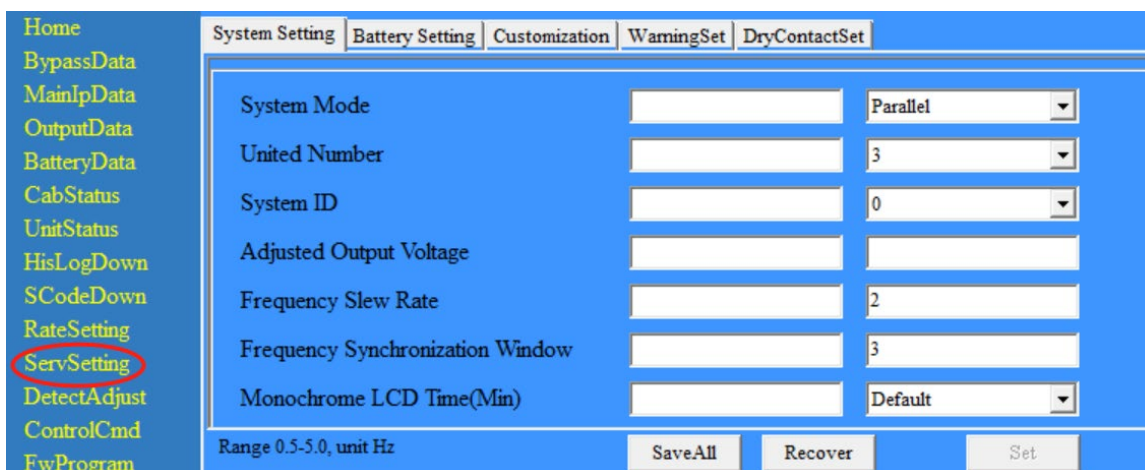 Home
BypassData
MainIpData
OutputData
BatteryData
CabStatus
UnitStatus
HisLogDown
SCodeDown
RateSetting
ServSetting
DetectAdjust
ControlCmd
FwProgram
System Setting Battery Setting Customization WarningSet DryContactSet
System Mode Parallel
United Number 3
System ID 0
Adjusted Output Voltage
Frequency Slew Rate 2
Frequency Synchronization Window 3
Monochrome LCD Time(Min) Default
Range 0.5-5.0, unit Hz SaveAll Recover Set